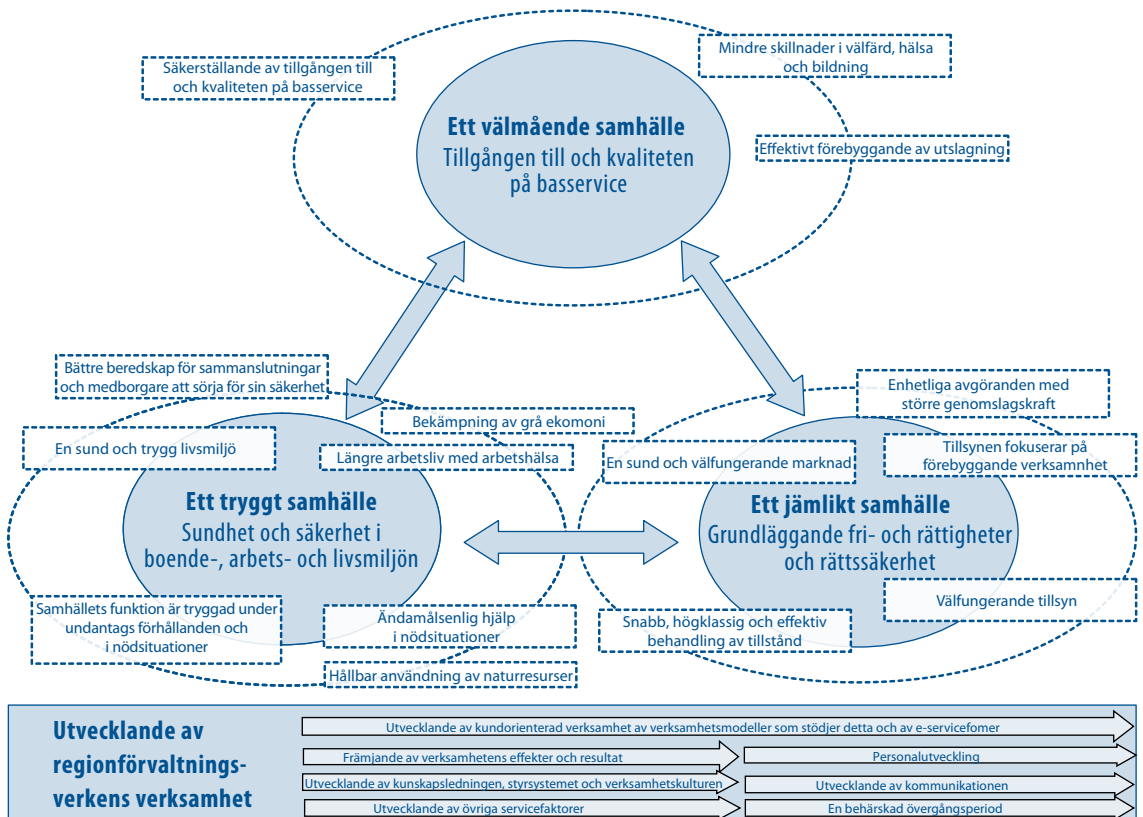 Säkerställande av tillgången till
och kvaliteten på basservice
Mindre skillnader i välfärd, hälsa
och bildning
Ett välmående samhälle
Tillgången till och kvaliteten
på basservice
Effektivt förebyggande av utslagning
Bättre beredskap för sammanslutningar
och medborgare att sörja för sin säkerhet
Bekämpning av grå ekomoni
En sund och trygg livsmiljö
Längre arbetsliv med arbetshälsa
Ett tryggt samhälle
Sundhet och säkerhet i
boende-, arbets- och livsmiljön
Samhällets funktion är tryggad under
undantags förhållanden och
i nödsituationer
Ändamålsenlig hjälp
i nödsituationer
Hållbar användning av naturresurser
Enhetliga avgöranden med
större genomslagskraft
En sund och välfungerande marknad
Tillsynen fokuserar på
förebyggande verksamnhet
Ett jämlikt samhälle
Grundläggande fri- och rättigheter
och rättssäkerhet
Snabb, högklassig och effektiv
behandling av tillstånd
Välfungerande tillsyn
Utvecklande av
regionförvaltnings-
verkens verksamhet
Utvecklande av kundorienterad verksamhet av verksamhetsmodeller som stödjer detta och av e-servicefomer
Främjande av verksamhetens effekter och resultat
Personalutveckling
Utvecklande av kunskapsledningen, styrsystemet och verksamhetskulturen
Utvecklande av kommunikationen
Utvecklande av övriga servicefaktorer
En behärskad övergångsperiod